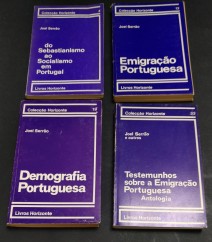 Colecção Horizonte
Joel Serrão
do
Sebastianismo
ao
Socialismo
em
Portugal
Livros Horizonte
Colecção Horizonte
Joel Serrão
Emigração
Portuguesa
Livros Horizonte
Colecção Horizonte
Joel Serrão
Demografia
Portuguesa
Livros Horizonte
Colecção Horizonte
Joel Serrão
e outros
Testemunhos
sobre a Emigração
Portuguesa
Antologia
Livros Horizonte